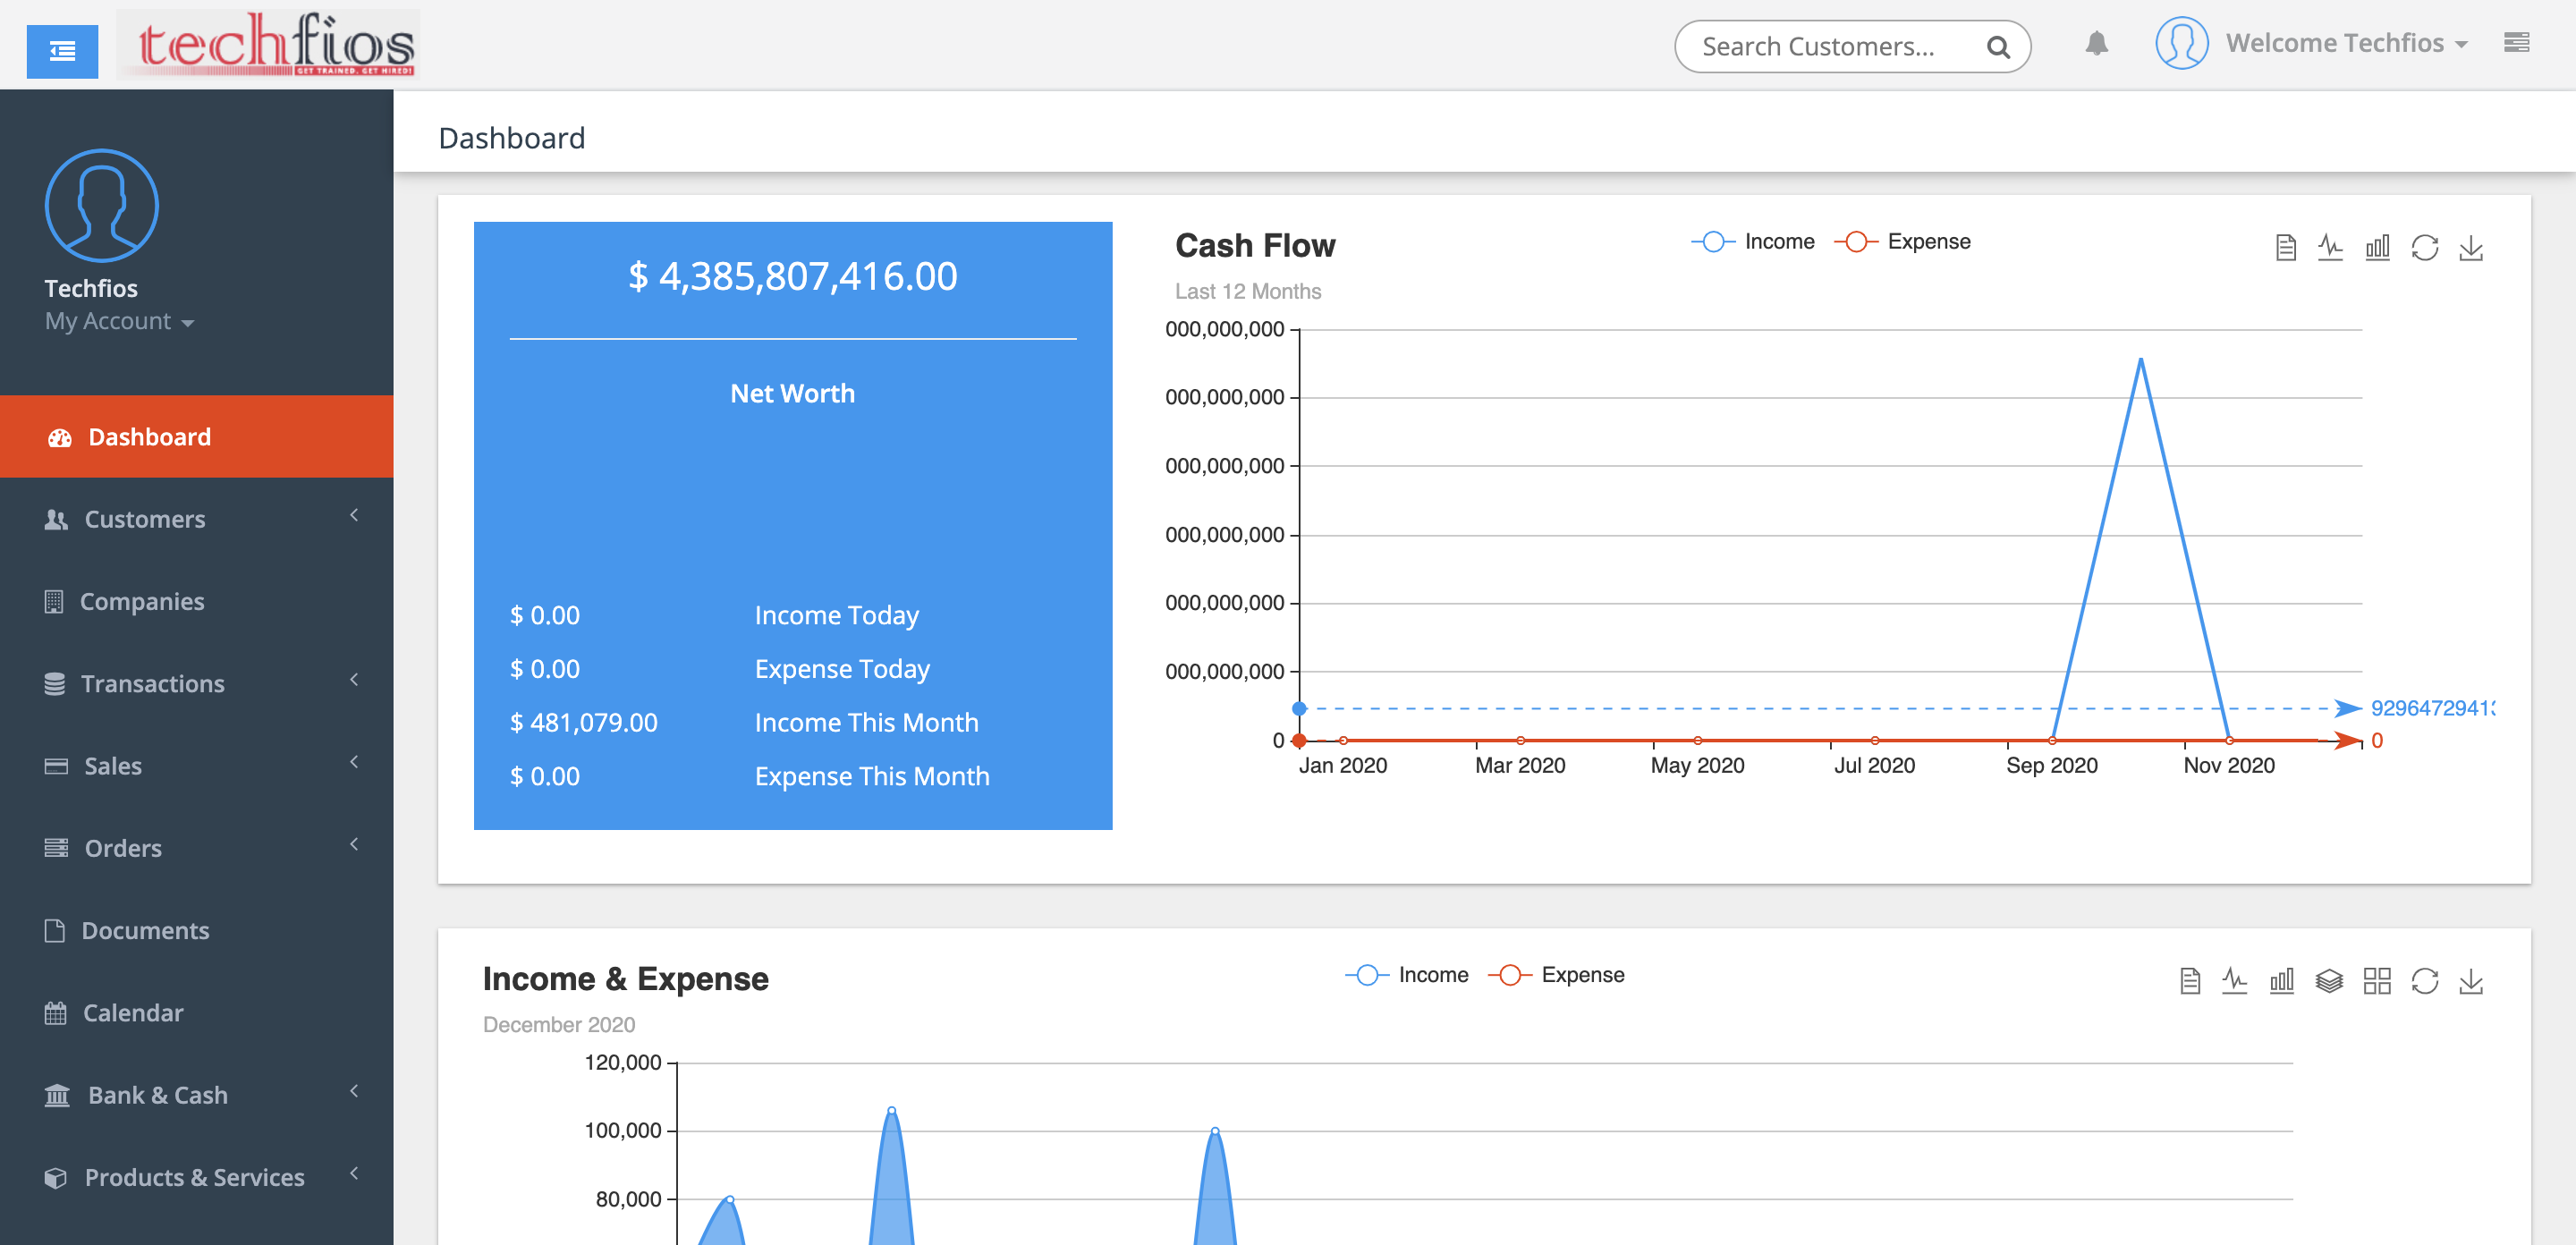 techfios
GET TRAINED. GET HIRED!
Search Customers...
Welcome Techfios
Techfios
My Account
Dashboard
Customers
Companies
Transactions
Sales
Orders
Documents
Calendar
Bank & Cash
Products & Services
Dashboard
$ 4,385,807,416.00
Net Worth
$ 0.00 Income Today
$ 0.00 Expense Today
$ 481,079.00 Income This Month
$ 0.00 Expense This Month
Cash Flow
Last 12 Months
Income Expense
000,000,000
000,000,000
000,000,000
000,000,000
000,000,000
000,000,000
0
9296472941
0
Jan 2020 Mar 2020 May 2020 Jul 2020 Sep 2020 Nov 2020
Income & Expense
December 2020
Income Expense
120,000
100,000
80,000